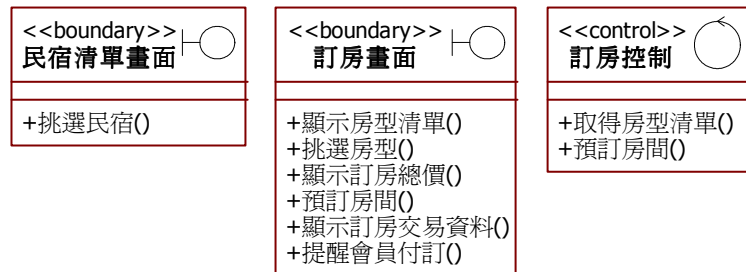 <<boundary>>
民宿清單畫面
+挑選民宿()
<<boundary>>
訂房畫面
+顯示房型清單()
+挑選房型()
+顯示訂房總價()
+預訂房間()
+顯示訂房交易資料()
+提醒會員付訂()
<<control>>
訂房控制
+取得房型清單()
+預訂房間()